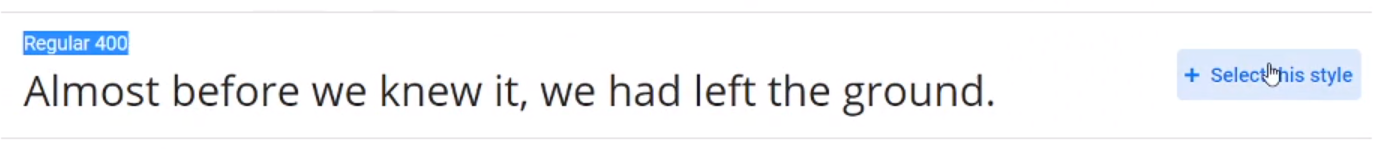 Regular 400
Almost before we knew it, we had left the ground.
+ Select this style